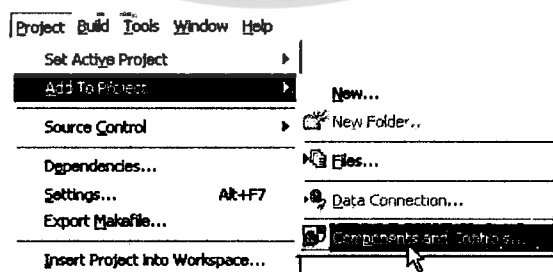 Project Build Tools Window Help
Set Active Project
Add To Project
Source Control
Dependencies...
Settings... Alt+F7
Export Makefile...
Insert Project into Workspace...
New...
New Folder...
Files...
Data Connection...
Components and Controls...